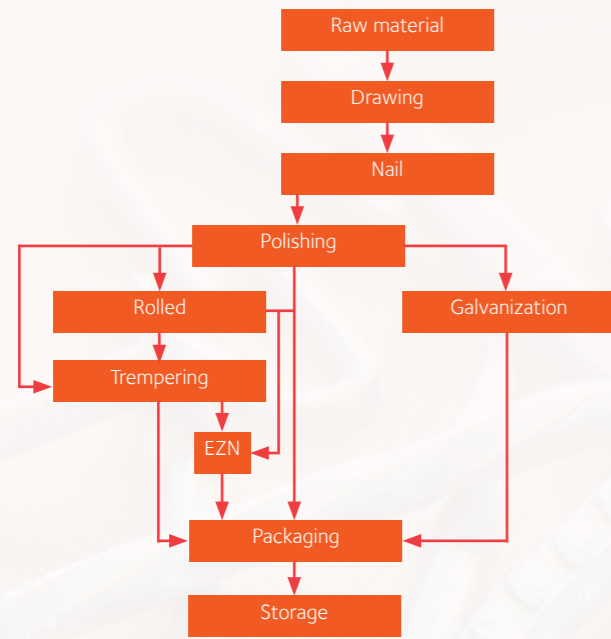 Raw material
Drawing
Nail
Polishing
Rolled
Galvanization
Trempering
EZN
Packaging
Storage